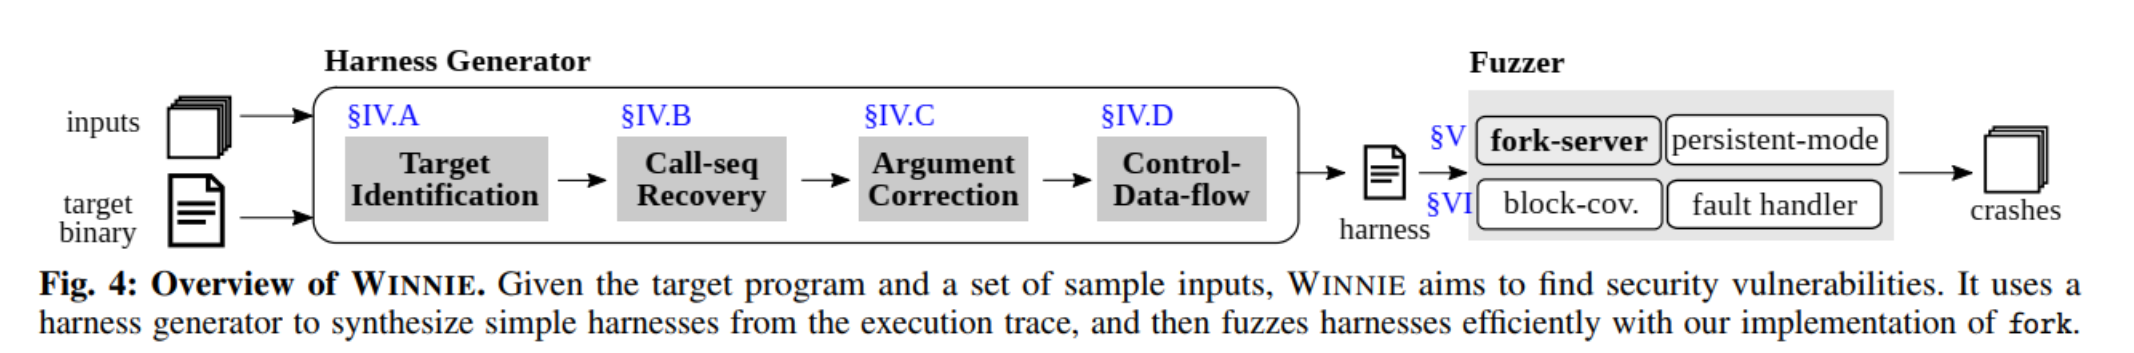 Harness Generator
Fuzzer
inputs
target
binary
§IV.A
§IV.B
§IV.C
§IV.D
Target
Identification
Call-seq
Recovery
Argument
Correction
Control-
Data-flow
harness
§V
§VI
fork-server
persistent-mode
block-cov.
fault handler
crashes
Fig. 4: Overview of WINNIE. Given the target program and a set of sample inputs, WINNIE aims to find security vulnerabilities. It uses a
harness generator to synthesize simple harnesses from the execution trace, and then fuzzes harnesses efficiently with our implementation of fork.